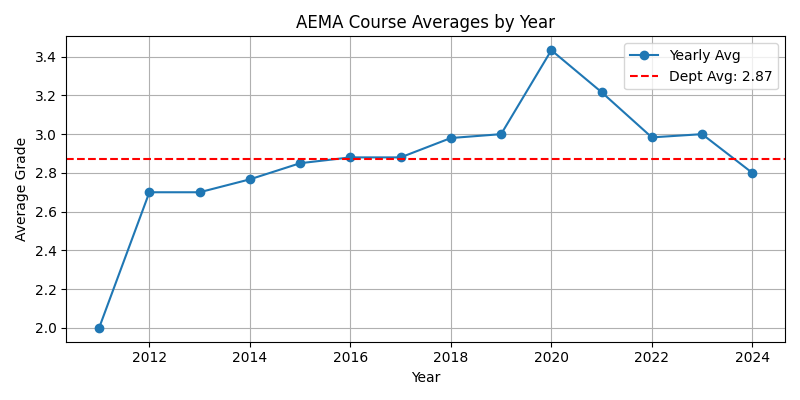 AEMA Course Averages by Year
Yearly Avg
Dept Avg: 2.87
Average Grade
3.4
3.2
3.0
2.8
2.6
2.4
2.2
2.0
2012 2014 2016 2018 2020 2022 2024
Year